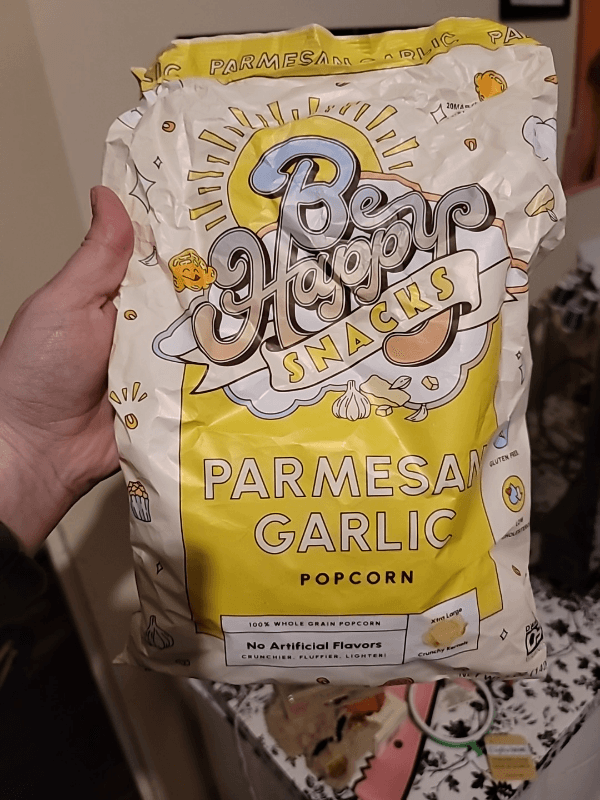 PARMESAN GARLIC
Be
Happy
SNACKS
PARMESAN
GARLIC
POPCORN
GLUTEN FREE
100% WHOLE GRAIN POPCORN
No Artificial Flavors
CRUNCHIER, FLUFFIER, LIGHTER!
Xtra Large
Crunchy Kernels